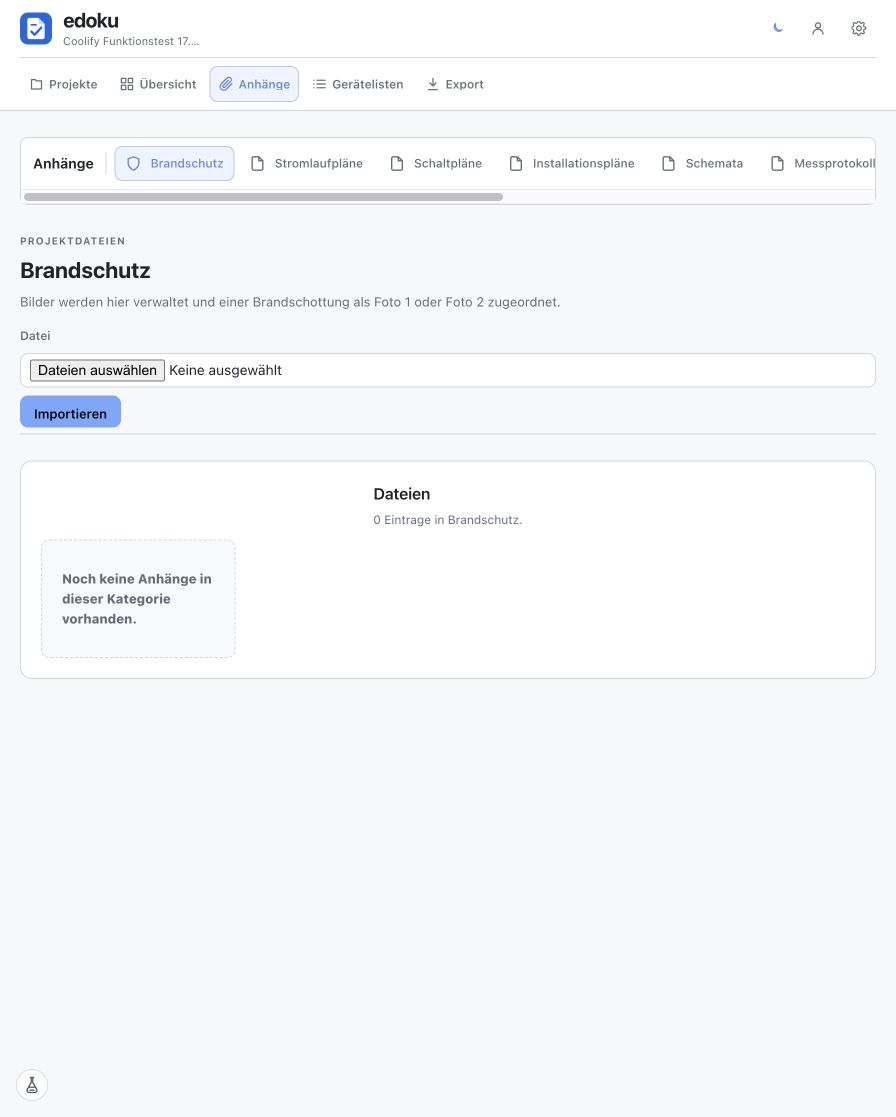 edoku
Coolify Funktionstest 17....
Projekte
Übersicht
Anhänge
Gerätelisten
Export
Anhänge
Brandschutz
Stromlaufpläne
Schaltpläne
Installationspläne
Schemata
Messprotokoll
PROJEKTDATEIEN
Brandschutz
Bilder werden hier verwaltet und einer Brandschottung als Foto 1 oder Foto 2 zugeordnet.
Datei
Dateien auswählen Keine ausgewählt
Importieren
Dateien
0 Eintrage in Brandschutz.
Noch keine Anhänge in
dieser Kategorie
vorhanden.